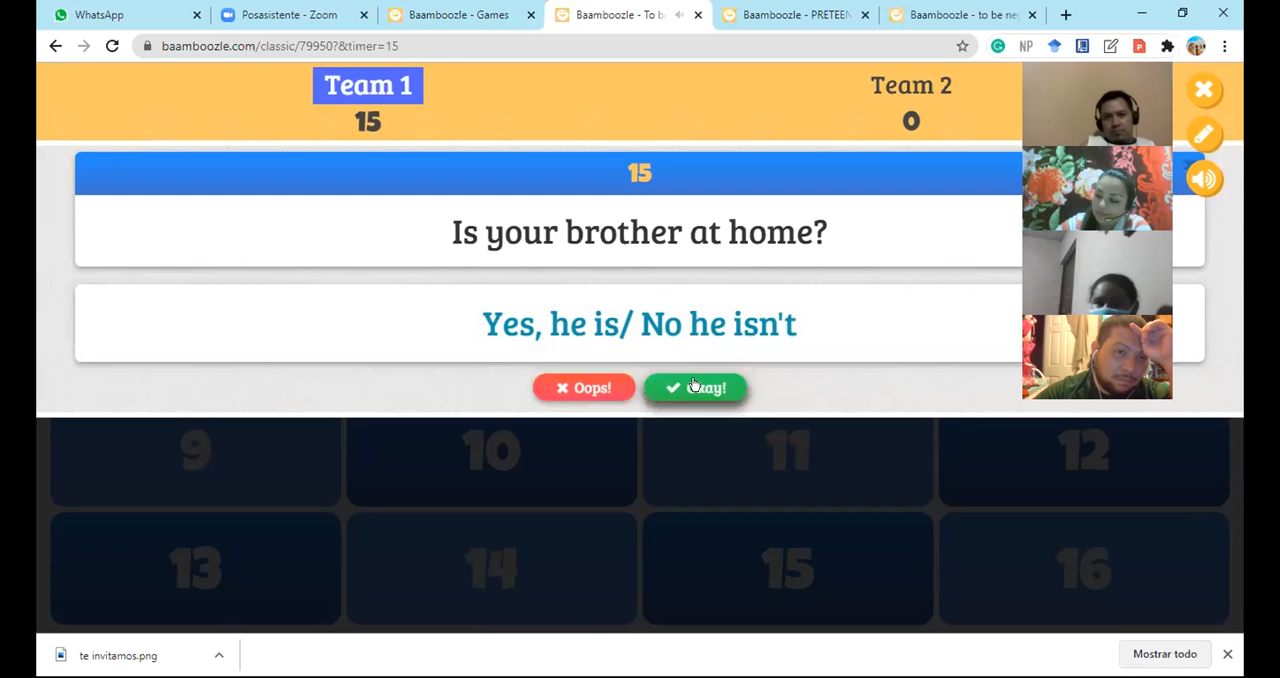 WhatsApp
Posasistente - Zoom
Baamboozle - Games
Baamboozle - To b
Baamboozle - PRETEEN
Baamboozle - to be ne
baamboozle.com/classic/79950?&timer=15
NP
Team 1
15
Team 2
0
15
Is your brother at home?
Yes, he is/ No he isn't
Oops!
9
10
11
12
13
14
15
16
te invitamos.png
Mostrar todo